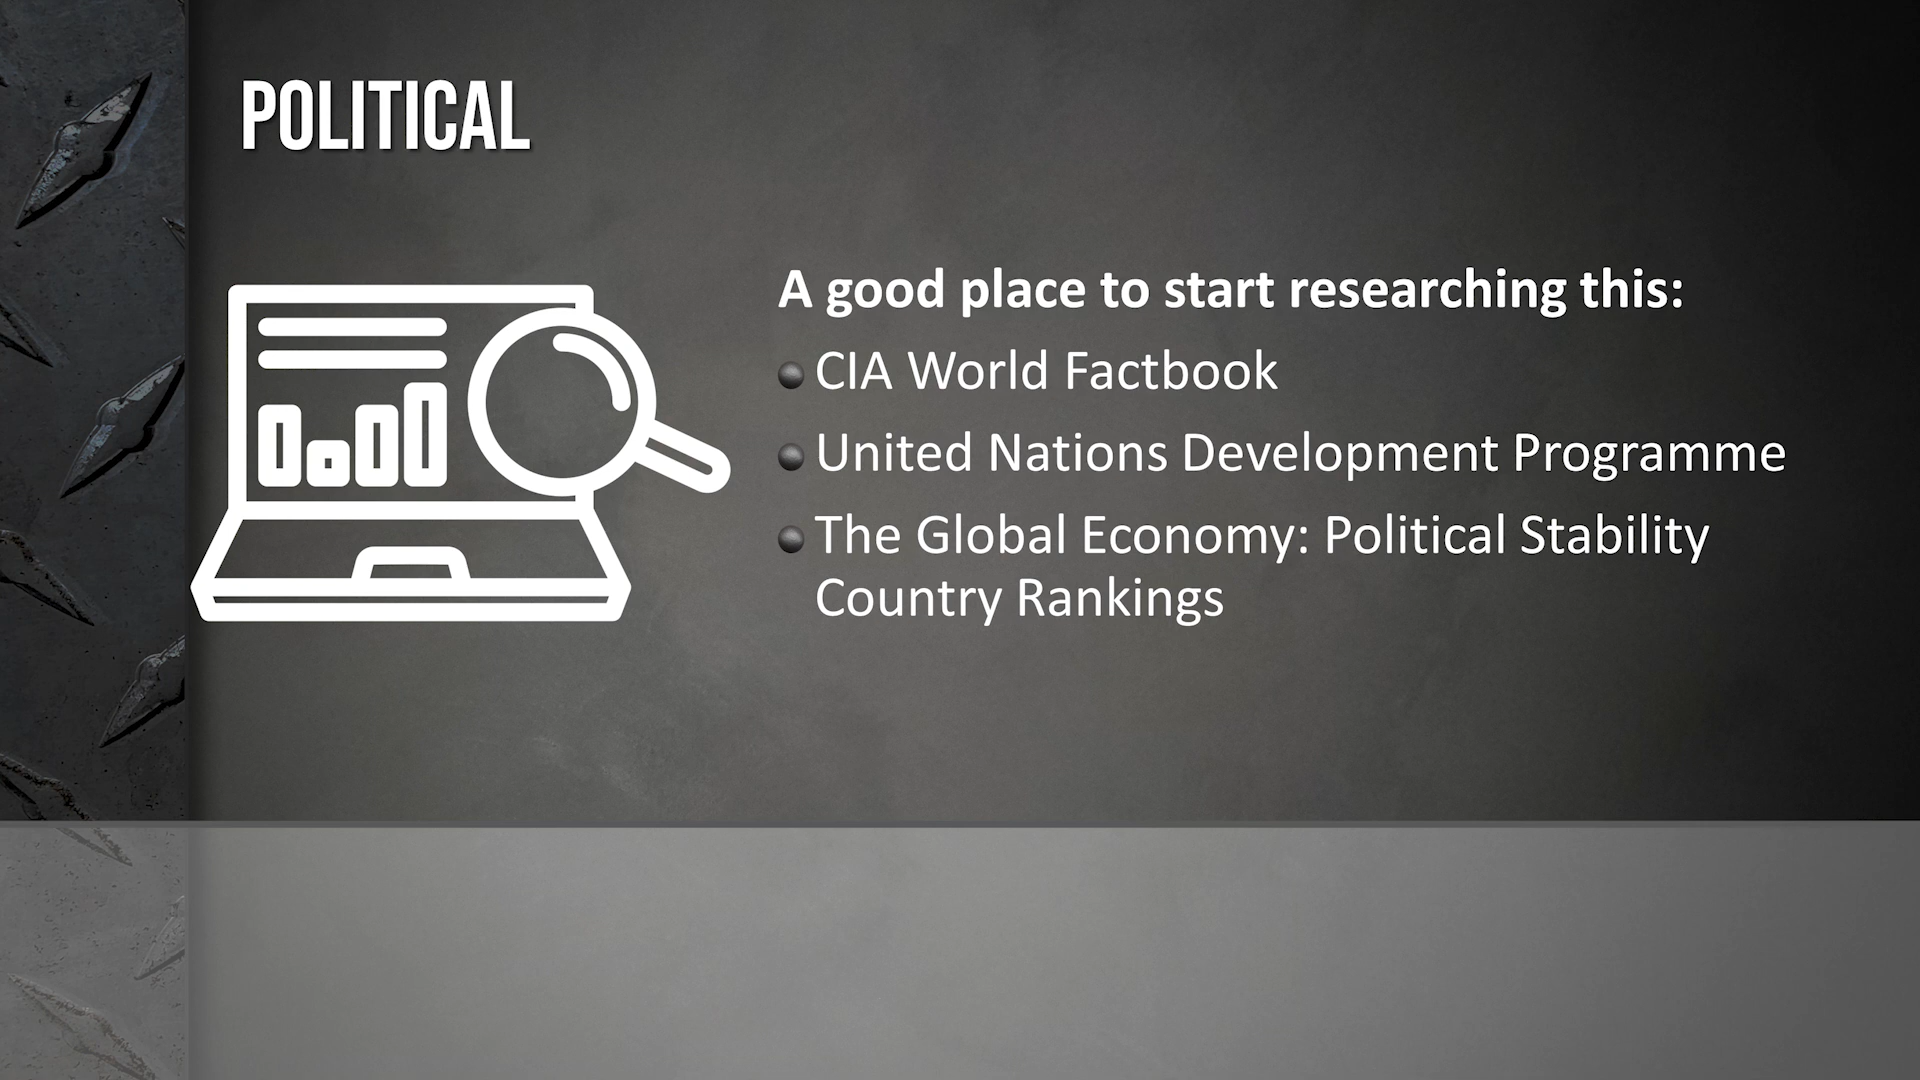 POLITICAL
A good place to start researching this:
CIA World Factbook
United Nations Development Programme
The Global Economy: Political Stability
Country Rankings